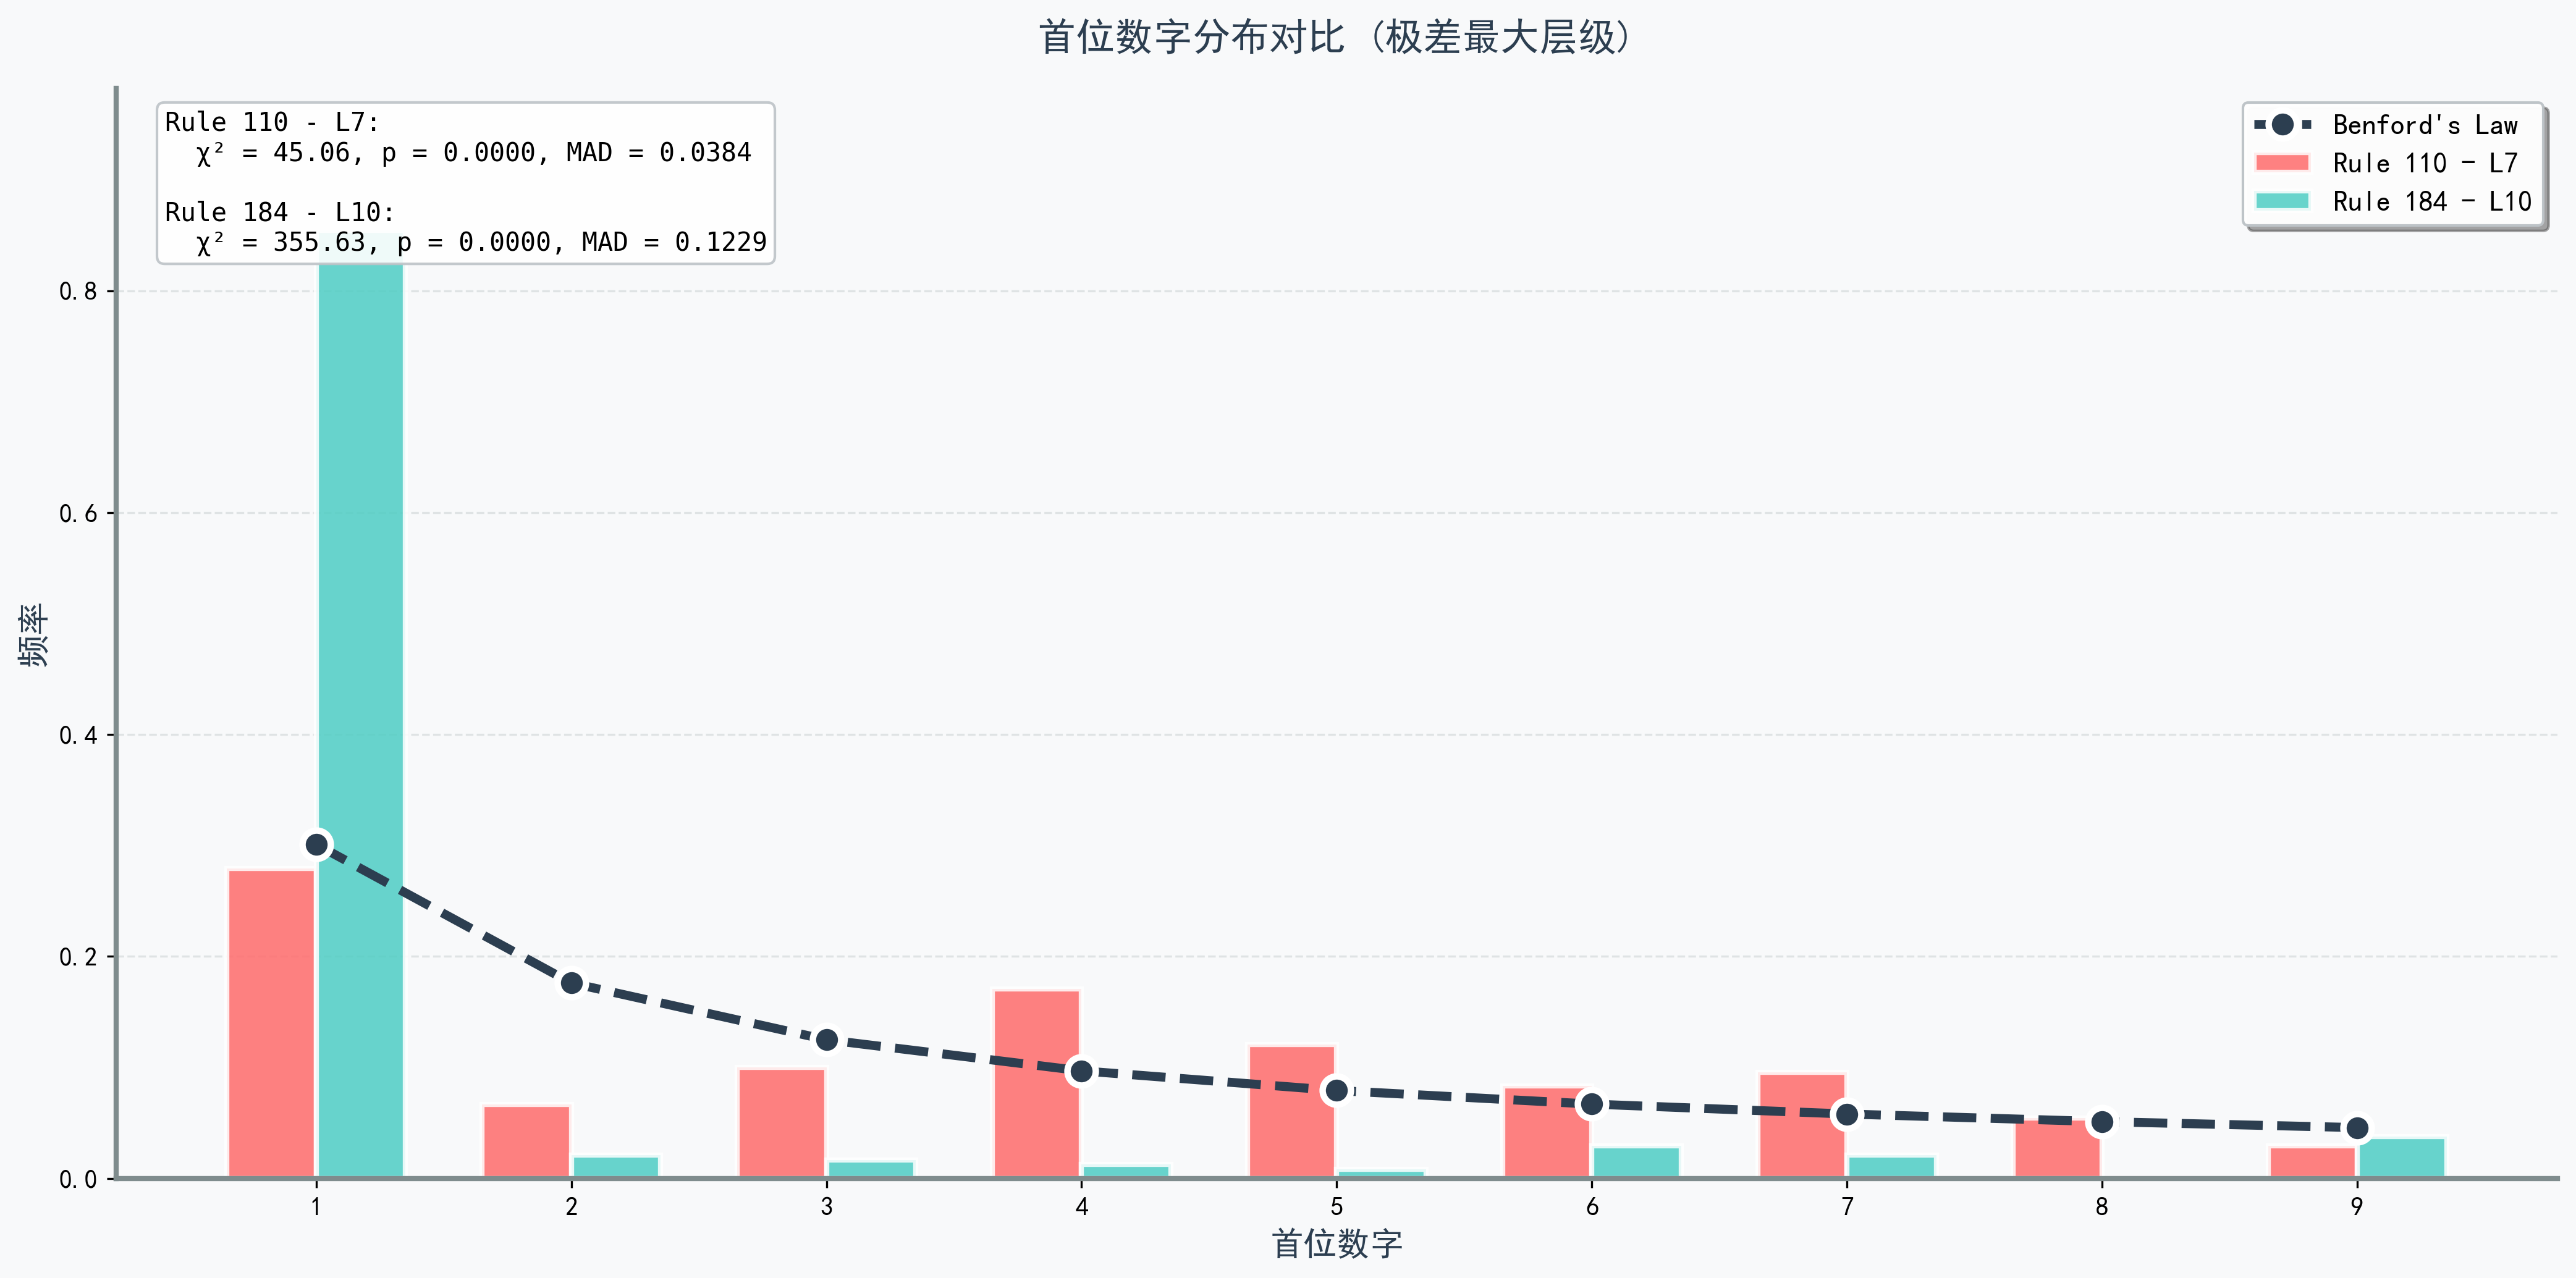 首位数字分布对比 (极差最大层级)
Rule 110 - L7:
χ² = 45.06, p = 0.0000, MAD = 0.0384
Rule 184 - L10:
χ² = 355.63, p = 0.0000, MAD = 0.1229
Benford's Law
Rule 110 - L7
Rule 184 - L10
频率
0.8
0.6
0.4
0.2
0.0
1 2 3 4 5 6 7 8 9
首位数字